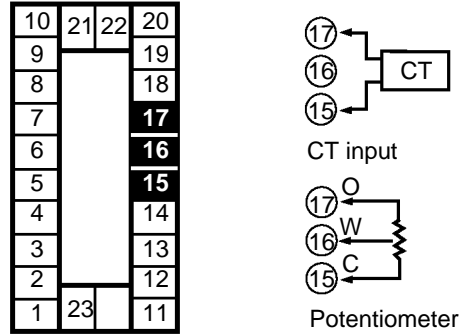 10 21 22 20
9 19
8 18
7 17
6 16
5 15
4 14
3 13
2 12
1 23 11
17
16 CT
15
CT input
17 O
16 W
15 C
Potentiometer